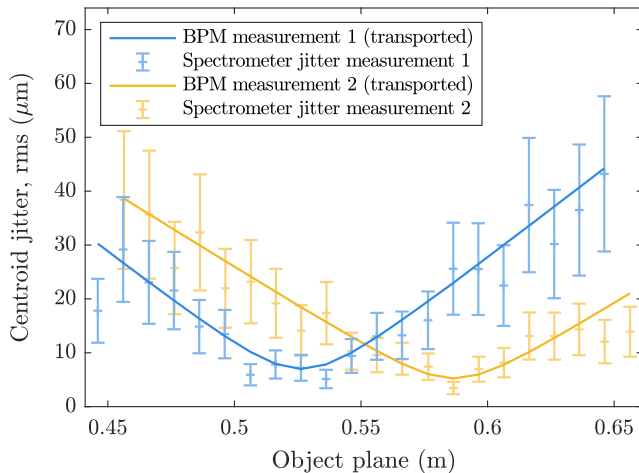 BPM measurement 1 (transported)
Spectrometer jitter measurement 1
BPM measurement 2 (transported)
Spectrometer jitter measurement 2
Centroid jitter, rms (μm)
70
60
50
40
30
20
10
0
0.45
0.5
0.55
0.6
0.65
Object plane (m)